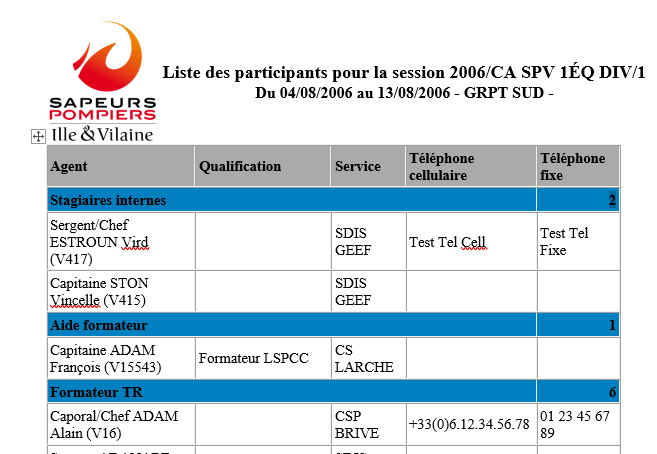 Liste des participants pour la session 2006/CA SPV 1ÉQ DIV/1
Du 04/08/2006 au 13/08/2006 - GRPT SUD -
SAPEURS
POMPIERS
Ille & Vilaine
Agent Qualification Service Téléphone cellulaire Téléphone fixe
Stagiaires internes 2
Sergent/Chef
ESTROUN Vird
(V417)
SDIS
GEEF
Test Tel Cell
Test Tel
Fixe
Capitaine STON
Vincelle (V415)
SDIS
GEEF
Aide formateur 1
Capitaine ADAM
François (V15543)
Formateur LSPCC
CS
LARCHE
Formateur TR 6
Caporal/Chef ADAM
Alain (V16)
CSP
BRIVE
+33(0)6.12.34.56.78
01 23 45 67
89